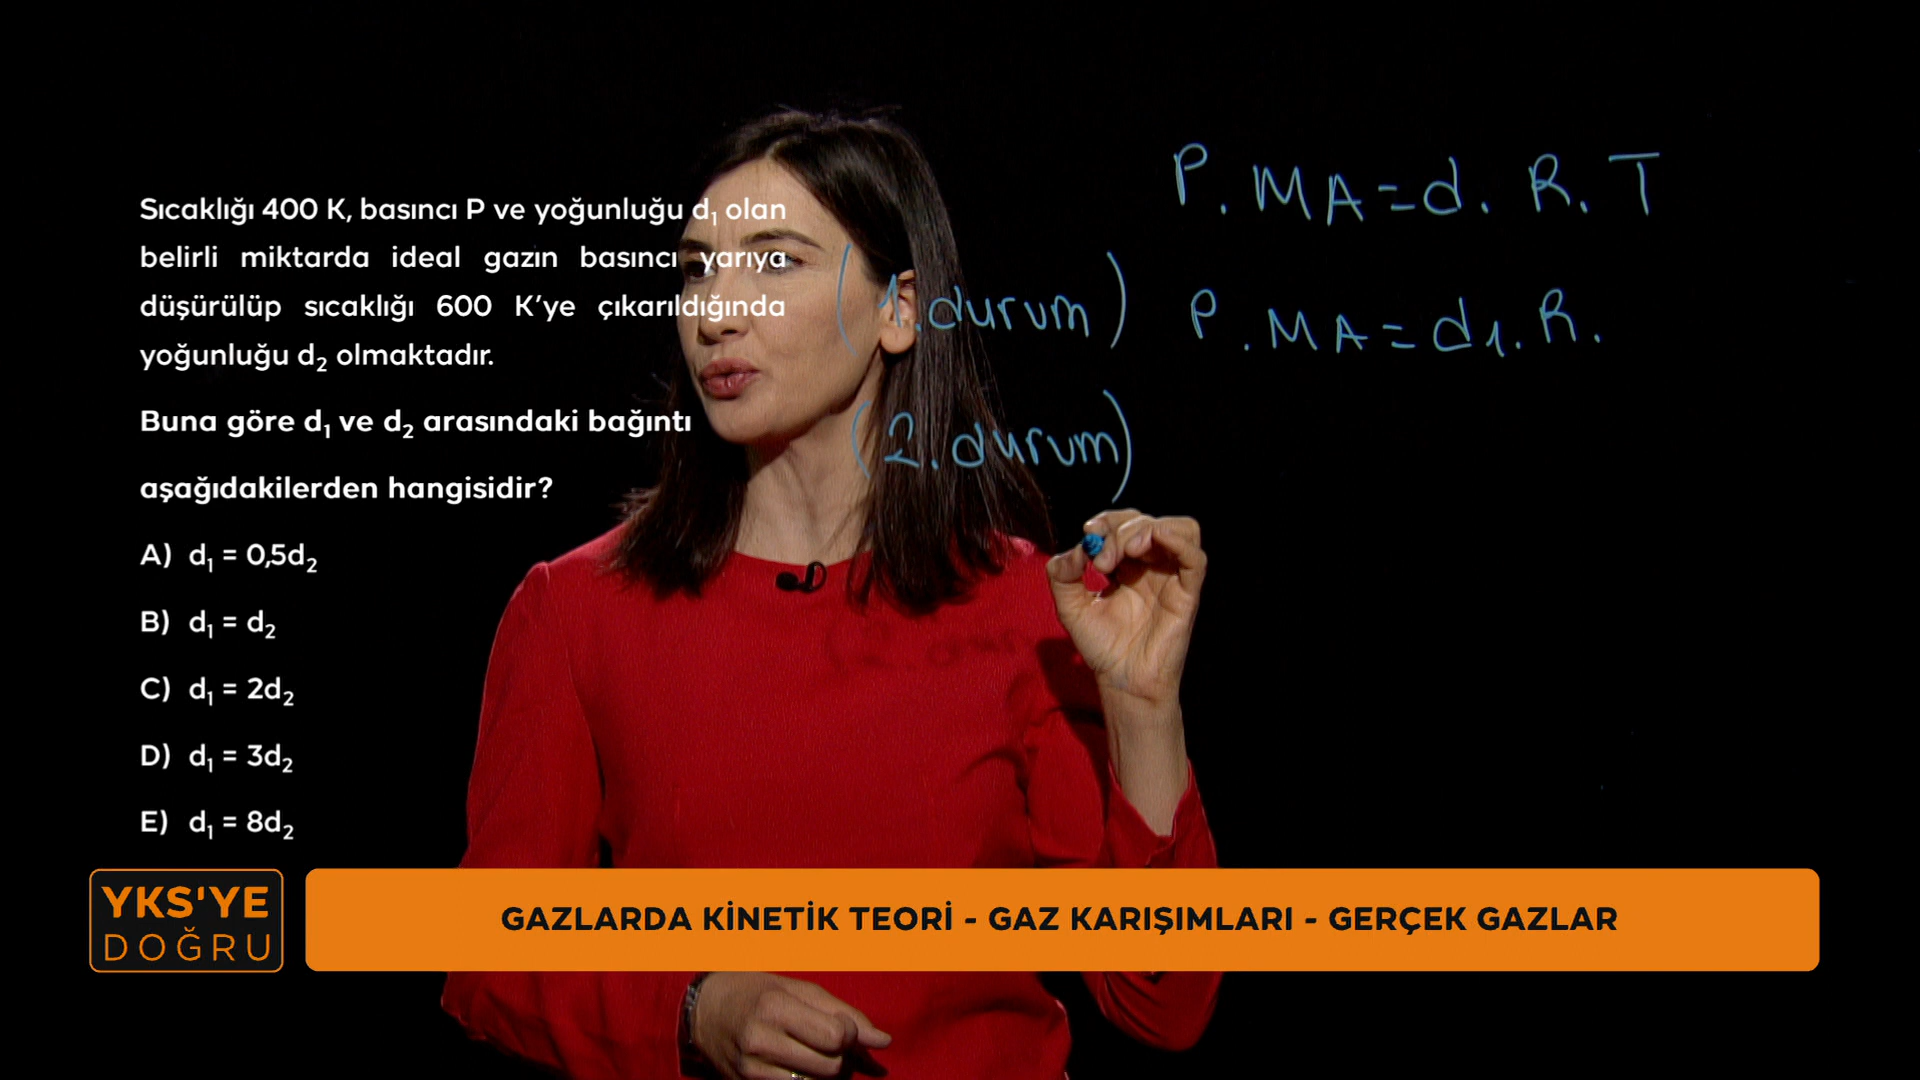 Sıcaklığı 400 K, basıncı P ve yoğunluğu d₁ olan
belirli miktarda ideal gazın basıncı yarıya
düşürülüp sıcaklığı 600 K’ye çıkarıldığında
yoğunluğu d₂ olmaktadır.
Buna göre d₁ ve d₂ arasındaki bağıntı
aşağıdakilerden hangisidir?
A) d₁ = 0,5d₂
B) d₁ = d₂
C) d₁ = 2d₂
D) d₁ = 3d₂
E) d₁ = 8d₂
P. MA = d. R. T
(1. durum) P. MA = d₁. R.
(2. durum)
YKS'YE
DOĞRU
GAZLARDA KİNETİK TEORİ - GAZ KARIŞIMLARI - GERÇEK GAZLAR